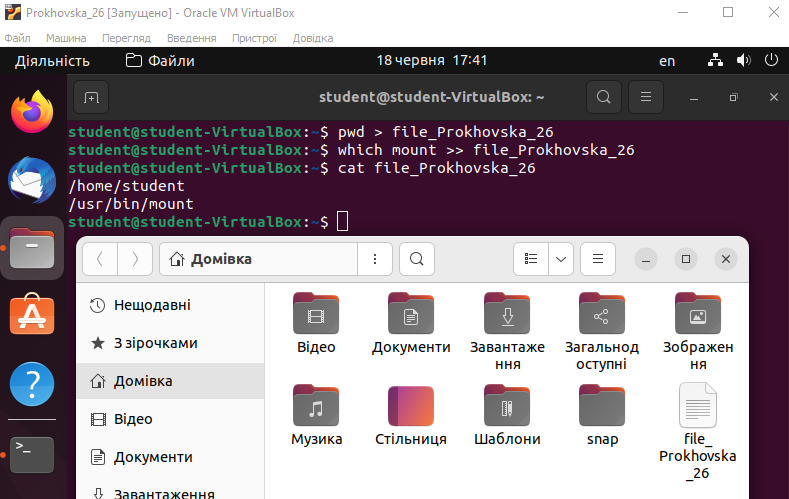 Prokhovska_26 [Запущено] - Oracle VM VirtualBox
Файл Машина Перегляд Введення Пристрої Довідка
Діяльність Файли 18 червня 17:41 en
student@student-VirtualBox: ~
student@student-VirtualBox:~$ pwd > file_Prokhovska_26
student@student-VirtualBox:~$ which mount >> file_Prokhovska_26
student@student-VirtualBox:~$ cat file_Prokhovska_26
/home/student
/usr/bin/mount
student@student-VirtualBox:~$
Домівка
Нещодавні
З зірочками
Домівка
Відео
Документи
Завантаження
Відео
Документи
Завантаже
ння
Загальнод
оступні
Зображен
ня
Музика
Стільниця
Шаблони
snap
file_
Prokhovska
_26
>_